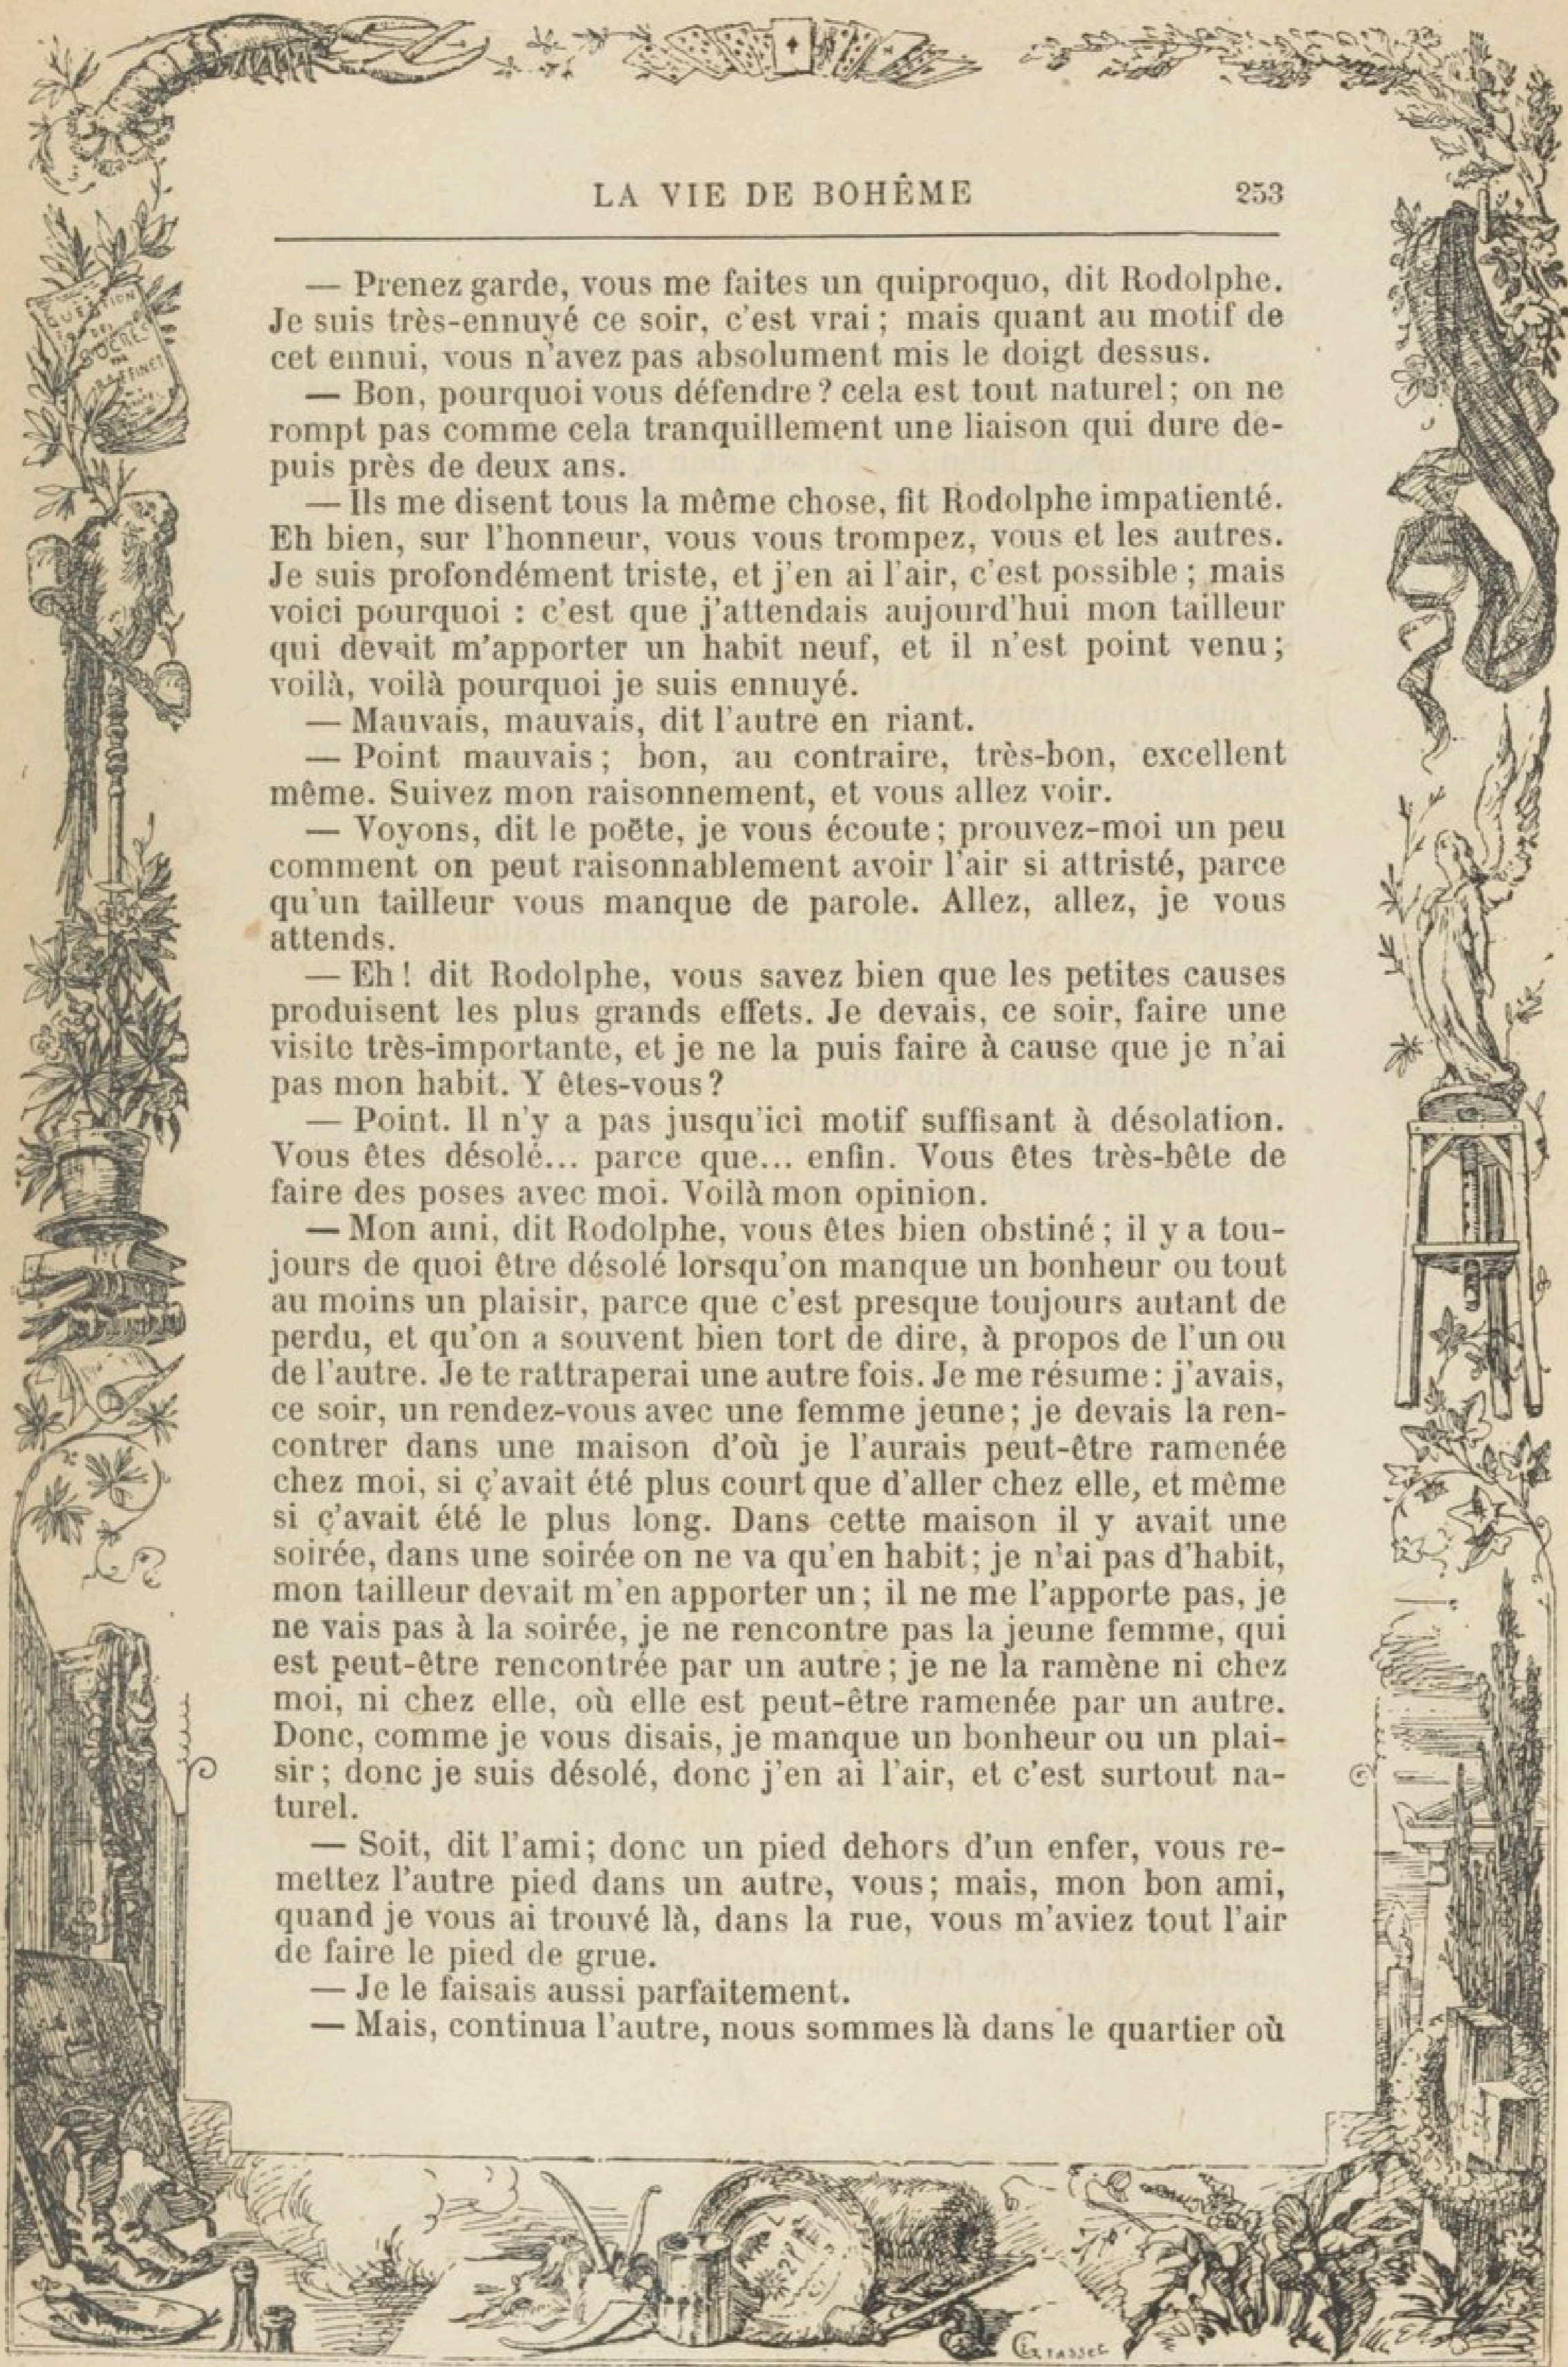 LA VIE DE BOHÊME 253
— Prenez garde, vous me faites un quiproquo, dit Rodolphe.
Je suis très-ennuyé ce soir, c'est vrai ; mais quant au motif de
cet ennui, vous n'avez pas absolument mis le doigt dessus.
— Bon, pourquoi vous défendre ? cela est tout naturel ; on ne
rompt pas comme cela tranquillement une liaison qui dure de-
puis près de deux ans.
— Ils me disent tous la même chose, fit Rodolphe impatienté.
Eh bien, sur l'honneur, vous vous trompez, vous et les autres.
Je suis profondément triste, et j'en ai l'air, c'est possible ; mais
voici pourquoi : c'est que j'attendais aujourd'hui mon tailleur
qui devait m'apporter un habit neuf, et il n'est point venu ;
voilà, voilà pourquoi je suis ennuyé.
— Mauvais, mauvais, dit l'autre en riant.
— Point mauvais ; bon, au contraire, très-bon, excellent
même. Suivez mon raisonnement, et vous allez voir.
— Voyons, dit le poëte, je vous écoute ; prouvez-moi un peu
comment on peut raisonnablement avoir l'air si attristé, parce
qu'un tailleur vous manque de parole. Allez, allez, je vous
attends.
— Eh ! dit Rodolphe, vous savez bien que les petites causes
produisent les plus grands effets. Je devais, ce soir, faire une
visite très-importante, et je ne la puis faire à cause que je n'ai
pas mon habit. Y êtes-vous ?
— Point. Il n'y a pas jusqu'ici motif suffisant à désolation.
Vous êtes désolé... parce que... enfin. Vous êtes très-bête de
faire des poses avec moi. Voilà mon opinion.
— Mon ami, dit Rodolphe, vous êtes bien obstiné ; il y a tou-
jours de quoi être désolé lorsqu'on manque un bonheur ou tout
au moins un plaisir, parce que c'est presque toujours autant de
perdu, et qu'on a souvent bien tort de dire, à propos de l'un ou
de l'autre. Je te rattraperai une autre fois. Je me résume : j'avais,
ce soir, un rendez-vous avec une femme jeune ; je devais la ren-
contrer dans une maison d'où je l'aurais peut-être ramenée
chez moi, si ç'avait été plus court que d'aller chez elle, et même
si ç'avait été le plus long. Dans cette maison il y avait une
soirée, dans une soirée on ne va qu'en habit ; je n'ai pas d'habit,
mon tailleur devait m'en apporter un ; il ne me l'apporte pas, je
ne vais pas à la soirée, je ne rencontre pas la jeune femme, qui
est peut-être rencontrée par un autre ; je ne la ramène ni chez
moi, ni chez elle, où elle est peut-être ramenée par un autre.
Donc, comme je vous disais, je manque un bonheur ou un plai-
sir ; donc je suis désolé, donc j'en ai l'air, et c'est surtout na-
turel.
— Soit, dit l'ami ; donc un pied dehors d'un enfer, vous re-
mettez l'autre pied dans un autre, vous ; mais, mon bon ami,
quand je vous ai trouvé là, dans la rue, vous m'aviez tout l'air
de faire le pied de grue.
— Je le faisais aussi parfaitement.
— Mais, continua l'autre, nous sommes là dans le quartier où
QUESTION
DES
SUCRES
RAFFINÉS
Grasset